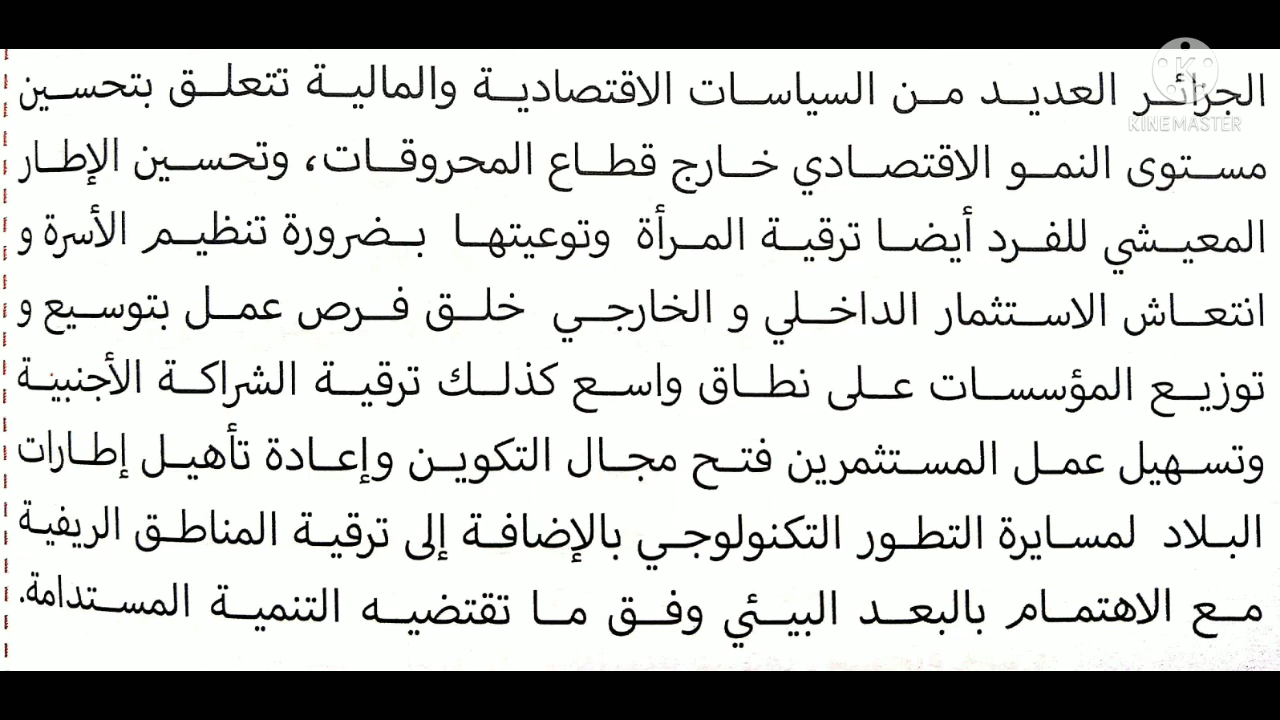 الجزائر العديد من السياسات الاقتصادية والمالية تتعلق بتحسين
KINEMASTER
مستوى النمو الاقتصادي خارج قطاع المحروقات، وتحسين الإطار
المعيشي للفرد أيضا ترقية المرأة وتوعيتها بضرورة تنظيم الأسرة و
انتعاش الاستثمار الداخلي و الخارجي خلق فرص عمل بتوسيع و
توزيع المؤسسات على نطاق واسع كذلك ترقية الشراكة الأجنبية
وتسهيل عمل المستثمرين فتح مجال التكوين وإعادة تأهيل إطارات
البلاد لمسايرة التطور التكنولوجي بالإضافة إلى ترقية المناطق الريفية
مع الاهتمام بالبعد البيئي وفق ما تقتضيه التنمية المستدامة.